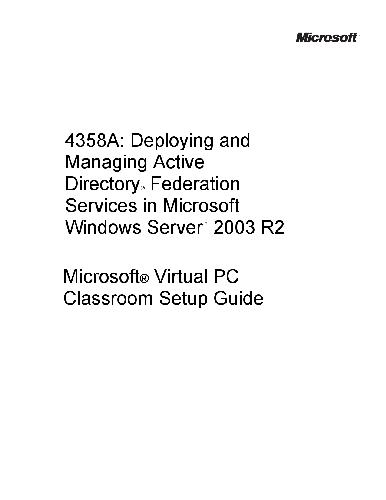 Microsoft
4358A: Deploying and
Managing Active
Directory® Federation
Services in Microsoft
Windows Server™ 2003 R2
Microsoft® Virtual PC
Classroom Setup Guide